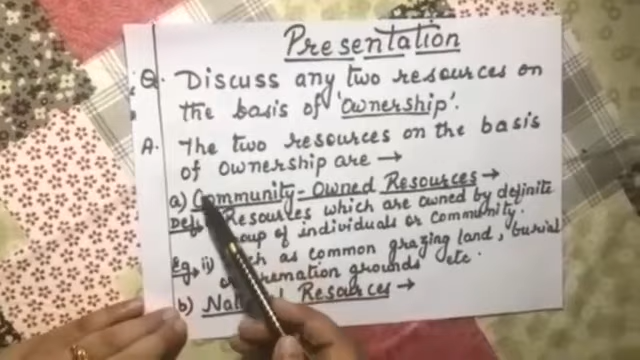 Presentation
Q. Discuss any two resources on
the basis of 'Ownership'.
A. The two resources on the basis
of ownership are →
a) Community-Owned Resources →
Resources which are owned by definite
of individuals or community.
Eg → ii) as common grazing land, burial
grounds etc.
b) Resources →